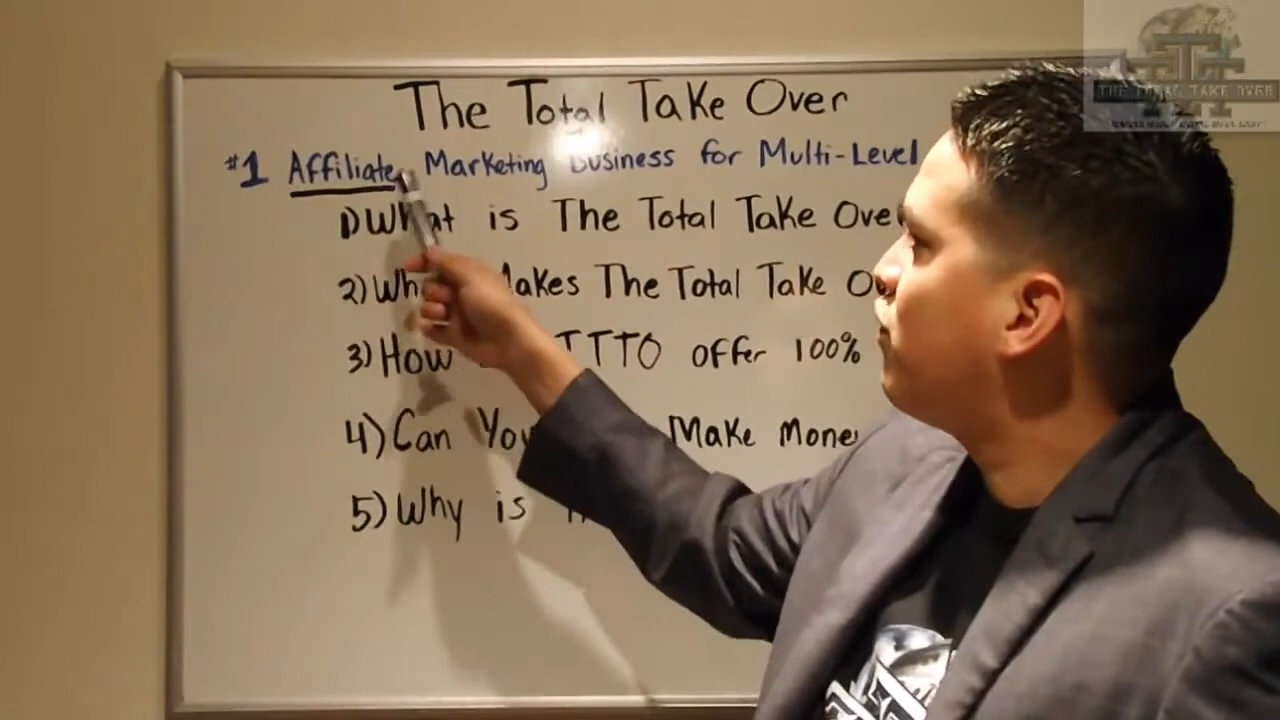 The Total Take Over
#1 Affiliate Marketing Business for Multi-Level
1) What is The Total Take Over
2) Makes The Total Take
3) How TTTO offer 100%
4) Can You Make Money
5) Why is
THE TOTAL TAKE OVER